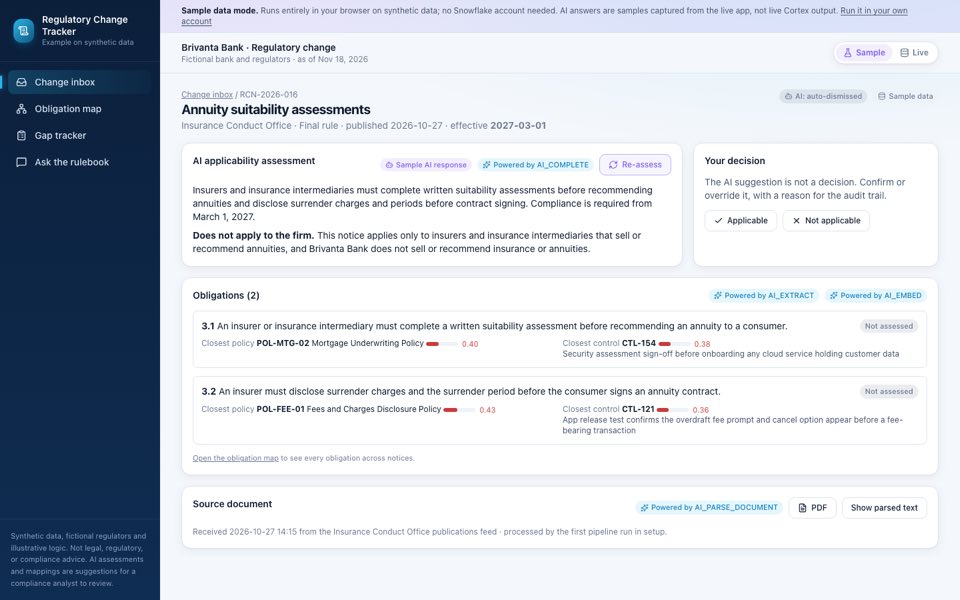 Regulatory Change
Tracker
Example on synthetic data
Change inbox
Obligation map
Gap tracker
Ask the rulebook
Synthetic data, fictional regulators and
illustrative logic. Not legal, regulatory,
or compliance advice. AI assessments
and mappings are suggestions for a
compliance analyst to review.
Sample data mode. Runs entirely in your browser on synthetic data; no Snowflake account needed. AI answers are samples captured from the live app, not live Cortex output. Run it in your own
account
Brivanta Bank · Regulatory change
Fictional bank and regulators · as of Nov 18, 2026
Sample
Live
Change inbox / RCN-2026-016
Annuity suitability assessments
Insurance Conduct Office · Final rule · published 2026-10-27 · effective 2027-03-01
AI: auto-dismissed
Sample data
AI applicability assessment
Sample AI response
Powered by AI_COMPLETE
Re-assess
Insurers and insurance intermediaries must complete written suitability assessments before recommending
annuities and disclose surrender charges and periods before contract signing. Compliance is required from
March 1, 2027.
Does not apply to the firm. This notice applies only to insurers and insurance intermediaries that sell or
recommend annuities, and Brivanta Bank does not sell or recommend insurance or annuities.
Your decision
The AI suggestion is not a decision. Confirm or
override it, with a reason for the audit trail.
Applicable
Not applicable
Obligations (2)
Powered by AI_EXTRACT
Powered by AI_EMBED
3.1 An insurer or insurance intermediary must complete a written suitability assessment before recommending an annuity to a consumer.
Not assessed
Closest policy POL-MTG-02 Mortgage Underwriting Policy 0.40
Closest control CTL-154 0.38
Security assessment sign-off before onboarding any cloud service holding customer data
3.2 An insurer must disclose surrender charges and the surrender period before the consumer signs an annuity contract.
Not assessed
Closest policy POL-FEE-01 Fees and Charges Disclosure Policy 0.43
Closest control CTL-121 0.36
App release test confirms the overdraft fee prompt and cancel option appear before a fee-
bearing transaction
Open the obligation map to see every obligation across notices.
Source document
Powered by AI_PARSE_DOCUMENT
PDF
Show parsed text
Received 2026-10-27 14:15 from the Insurance Conduct Office publications feed · processed by the first pipeline run in setup.